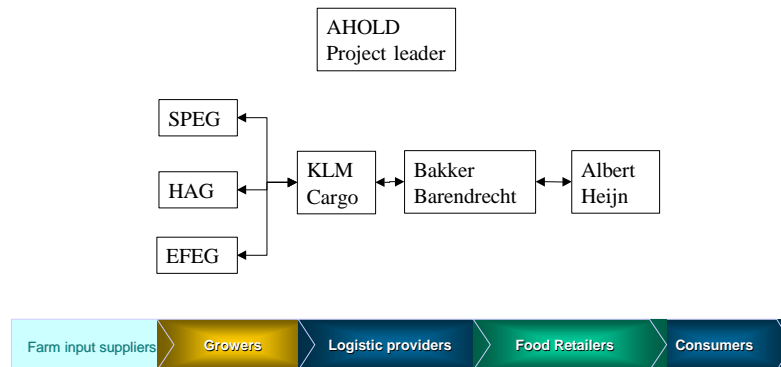 AHOLD
Project leader
SPEG
HAG
EFEG
KLM
Cargo
Bakker
Barendrecht
Albert
Heijn
Farm input suppliers
Growers
Logistic providers
Food Retailers
Consumers